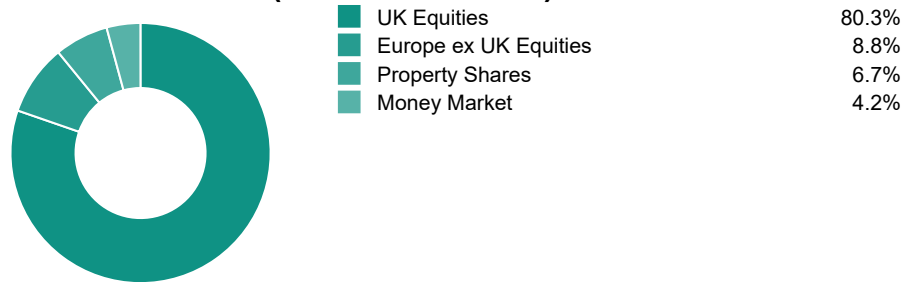 UK Equities 80.3%
Europe ex UK Equities 8.8%
Property Shares 6.7%
Money Market 4.2%